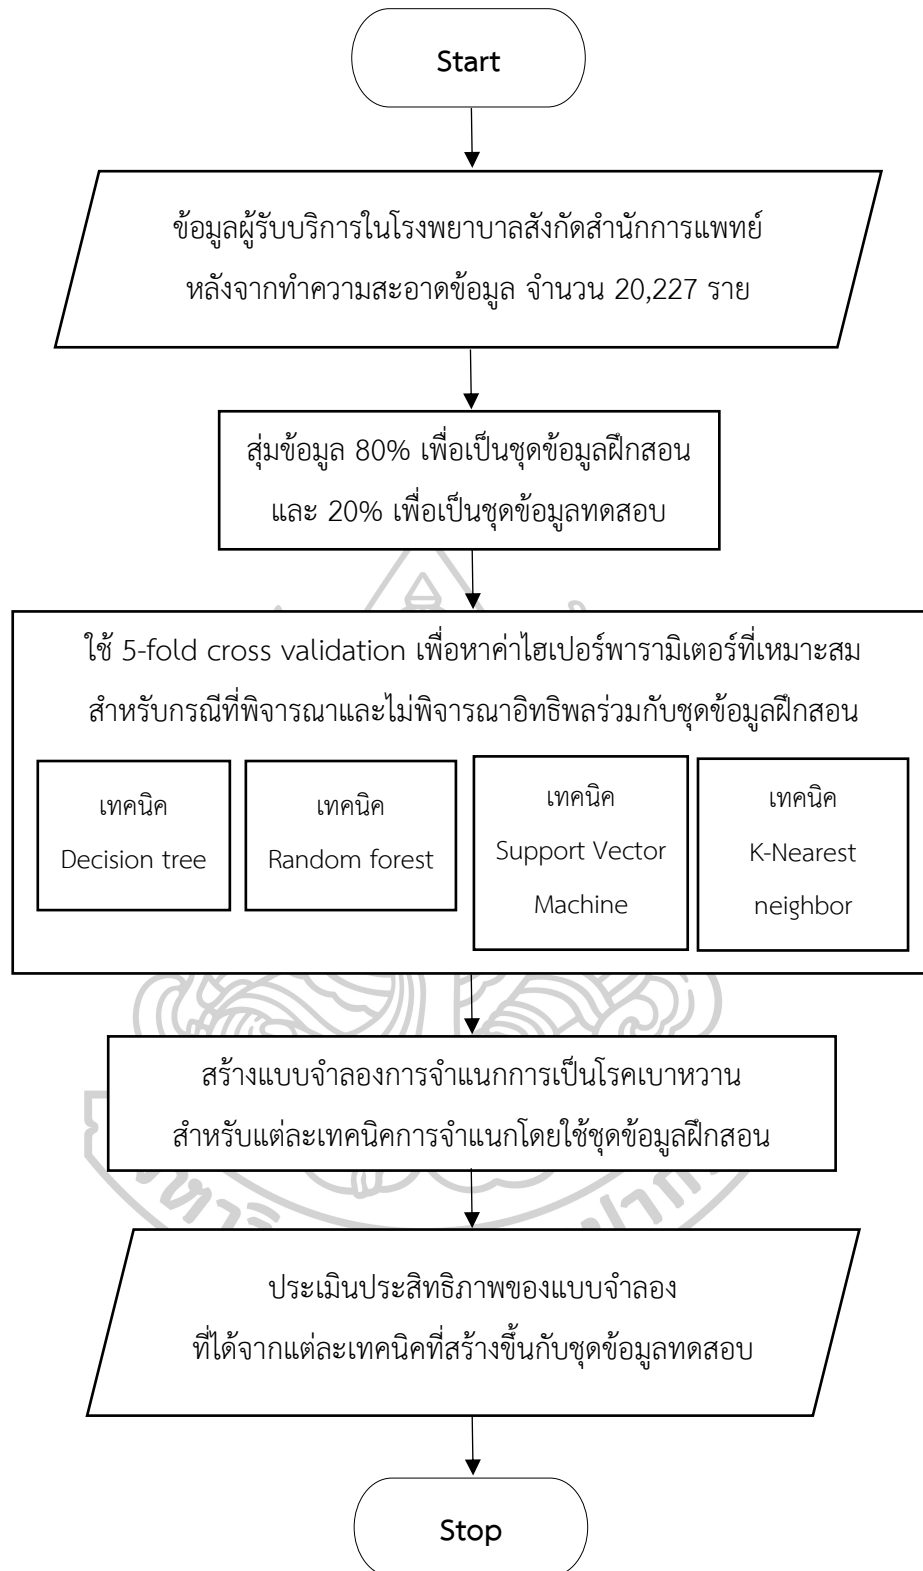 Start
ข้อมูลผู้รับบริการในโรงพยาบาลสังกัดสำนักการแพทย์
หลังจากทำความสะอาดข้อมูล จำนวน 20,227 ราย
สุ่มข้อมูล 80% เพื่อเป็นชุดข้อมูลฝึกสอน
และ 20% เพื่อเป็นชุดข้อมูลทดสอบ
ใช้ 5-fold cross validation เพื่อหาค่าไฮเปอร์พารามิเตอร์ที่เหมาะสม
สำหรับกรณีที่พิจารณาและไม่พิจารณาอิทธิพลร่วมกับชุดข้อมูลฝึกสอน
เทคนิค
Decision tree
เทคนิค
Random forest
เทคนิค
Support Vector
Machine
เทคนิค
K-Nearest
neighbor
สร้างแบบจำลองการจำแนกการเป็นโรคเบาหวาน
สำหรับแต่ละเทคนิคการจำแนกโดยใช้ชุดข้อมูลฝึกสอน
ประเมินประสิทธิภาพของแบบจำลอง
ที่ได้จากแต่ละเทคนิคที่สร้างขึ้นกับชุดข้อมูลทดสอบ
Stop